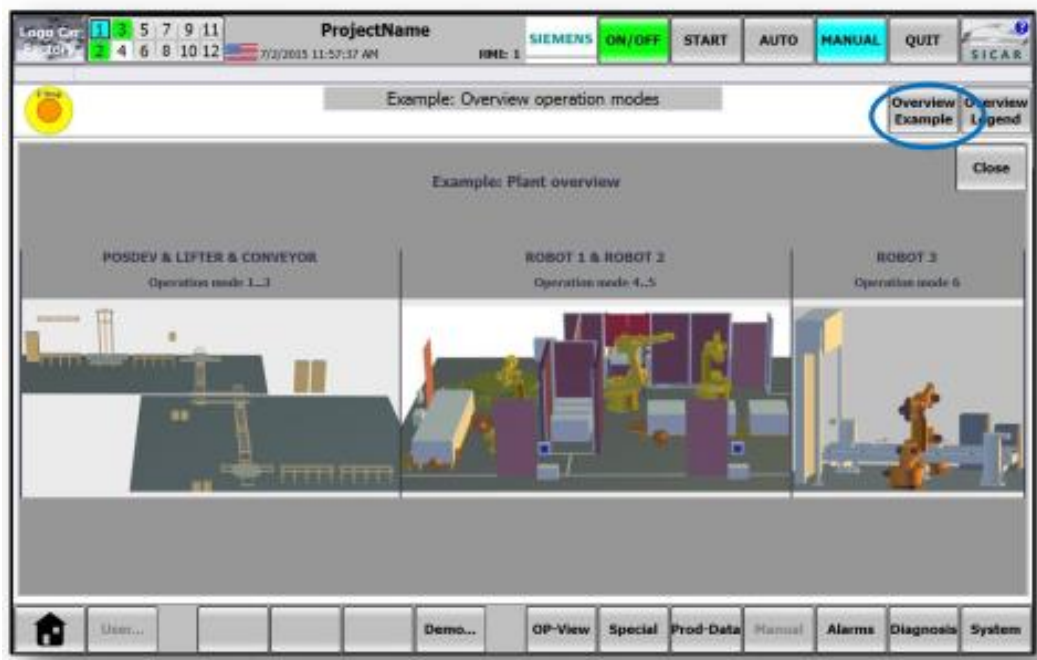 Logo Car
Factory
1 3 5 7 9 11
2 4 6 8 10 12
ProjectName
7/2/2015 11:57:37 AM
HMI: 1
SIEMENS
ON/OFF
START
AUTO
MANUAL
QUIT
?
SICAR
Example: Overview operation modes
Overview
Example
Overview
Legend
Close
Example: Plant overview
POSDEV & LIFTER & CONVEYOR
Operation mode 1..3
ROBOT 1 & ROBOT 2
Operation mode 4..5
ROBOT 3
Operation mode 6
User...
Demo...
OP-View
Special
Prod-Data
Manual
Alarms
Diagnosis
System